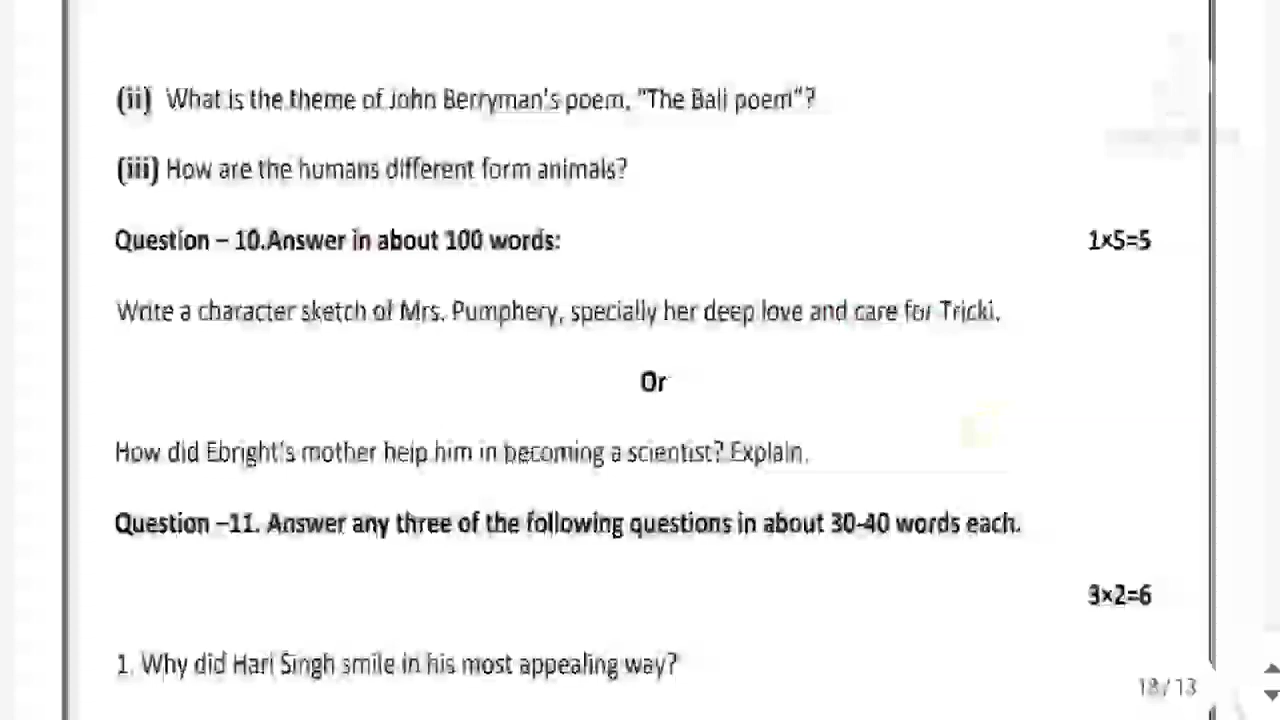 (ii) What is the theme of John Berryman's poem, "The Ball poem"?
(iii) How are the humans different form animals?
Question – 10.Answer in about 100 words: 1×5=5
Write a character sketch of Mrs. Pumphery, specially her deep love and care for Tricki.
Or
How did Ebright's mother help him in becoming a scientist? Explain.
Question –11. Answer any three of the following questions in about 30-40 words each.
3×2=6
1. Why did Hari Singh smile in his most appealing way?
13